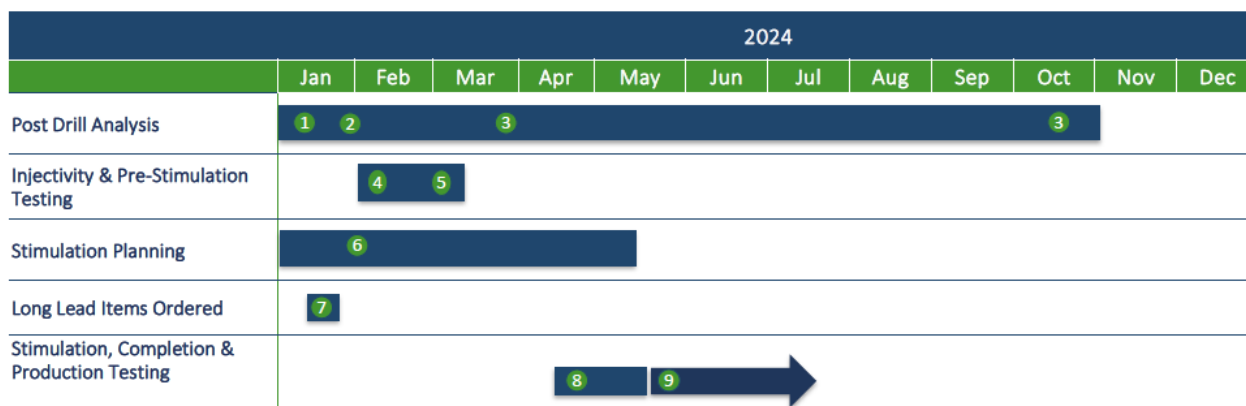 2024
Jan Feb Mar Apr May Jun Jul Aug Sep Oct Nov Dec
Post Drill Analysis 1 2 3 3
Injectivity & Pre-Stimulation
Testing 4 5
Stimulation Planning 6
Long Lead Items Ordered 7
Stimulation, Completion &
Production Testing 8 9